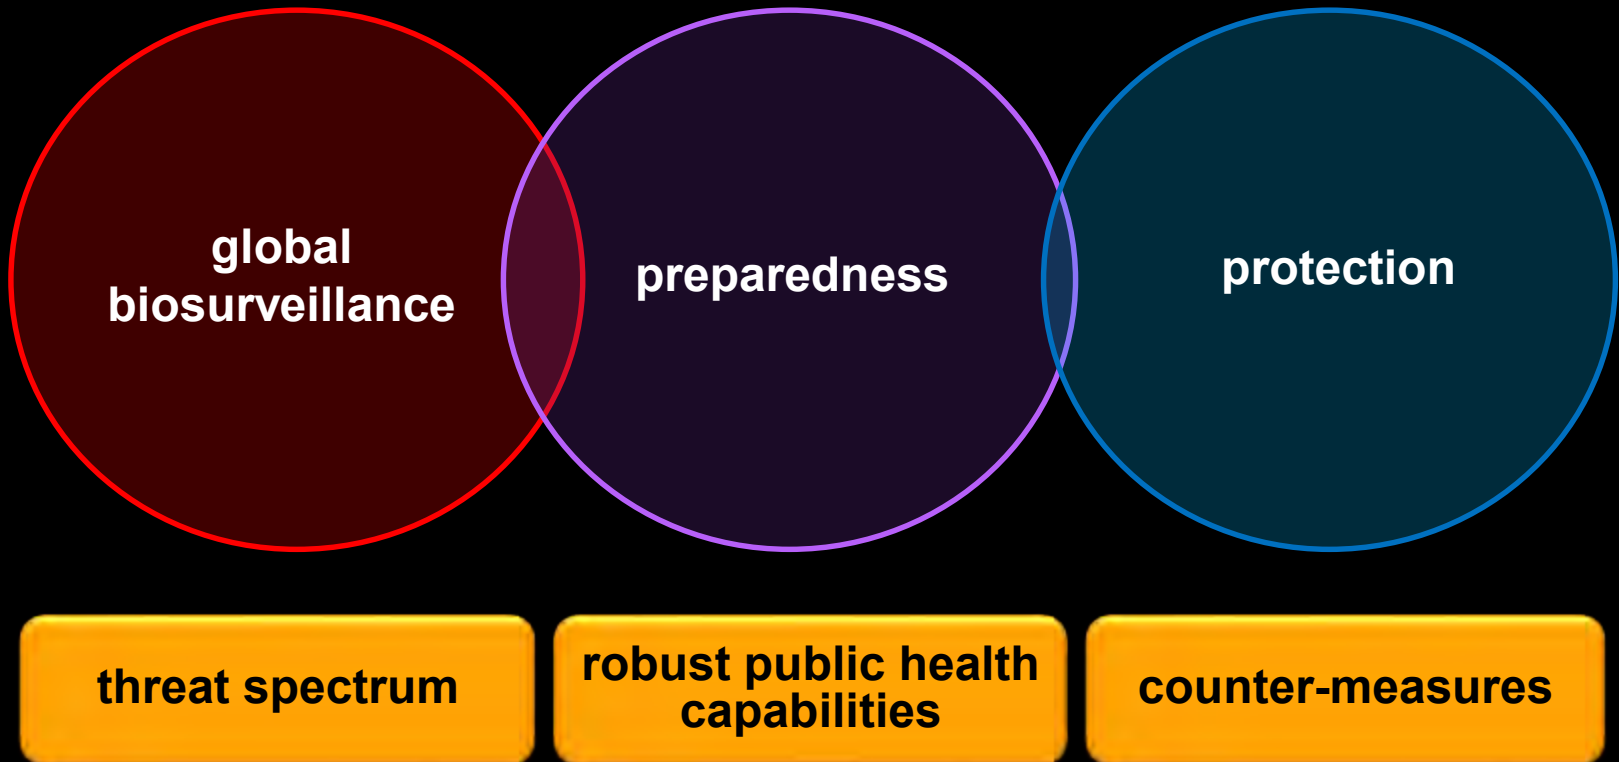 global
biosurveillance
preparedness
protection
threat spectrum
robust public health
capabilities
counter-measures